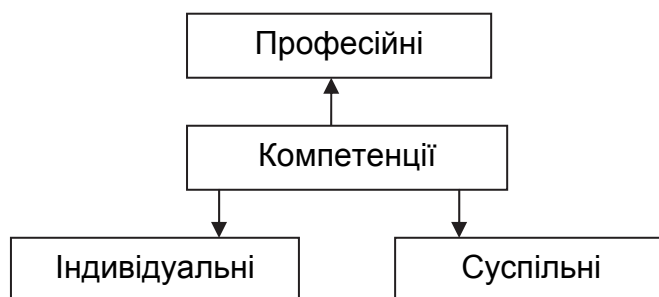 Професійні
Компетенції
Індивідуальні
Суспільні